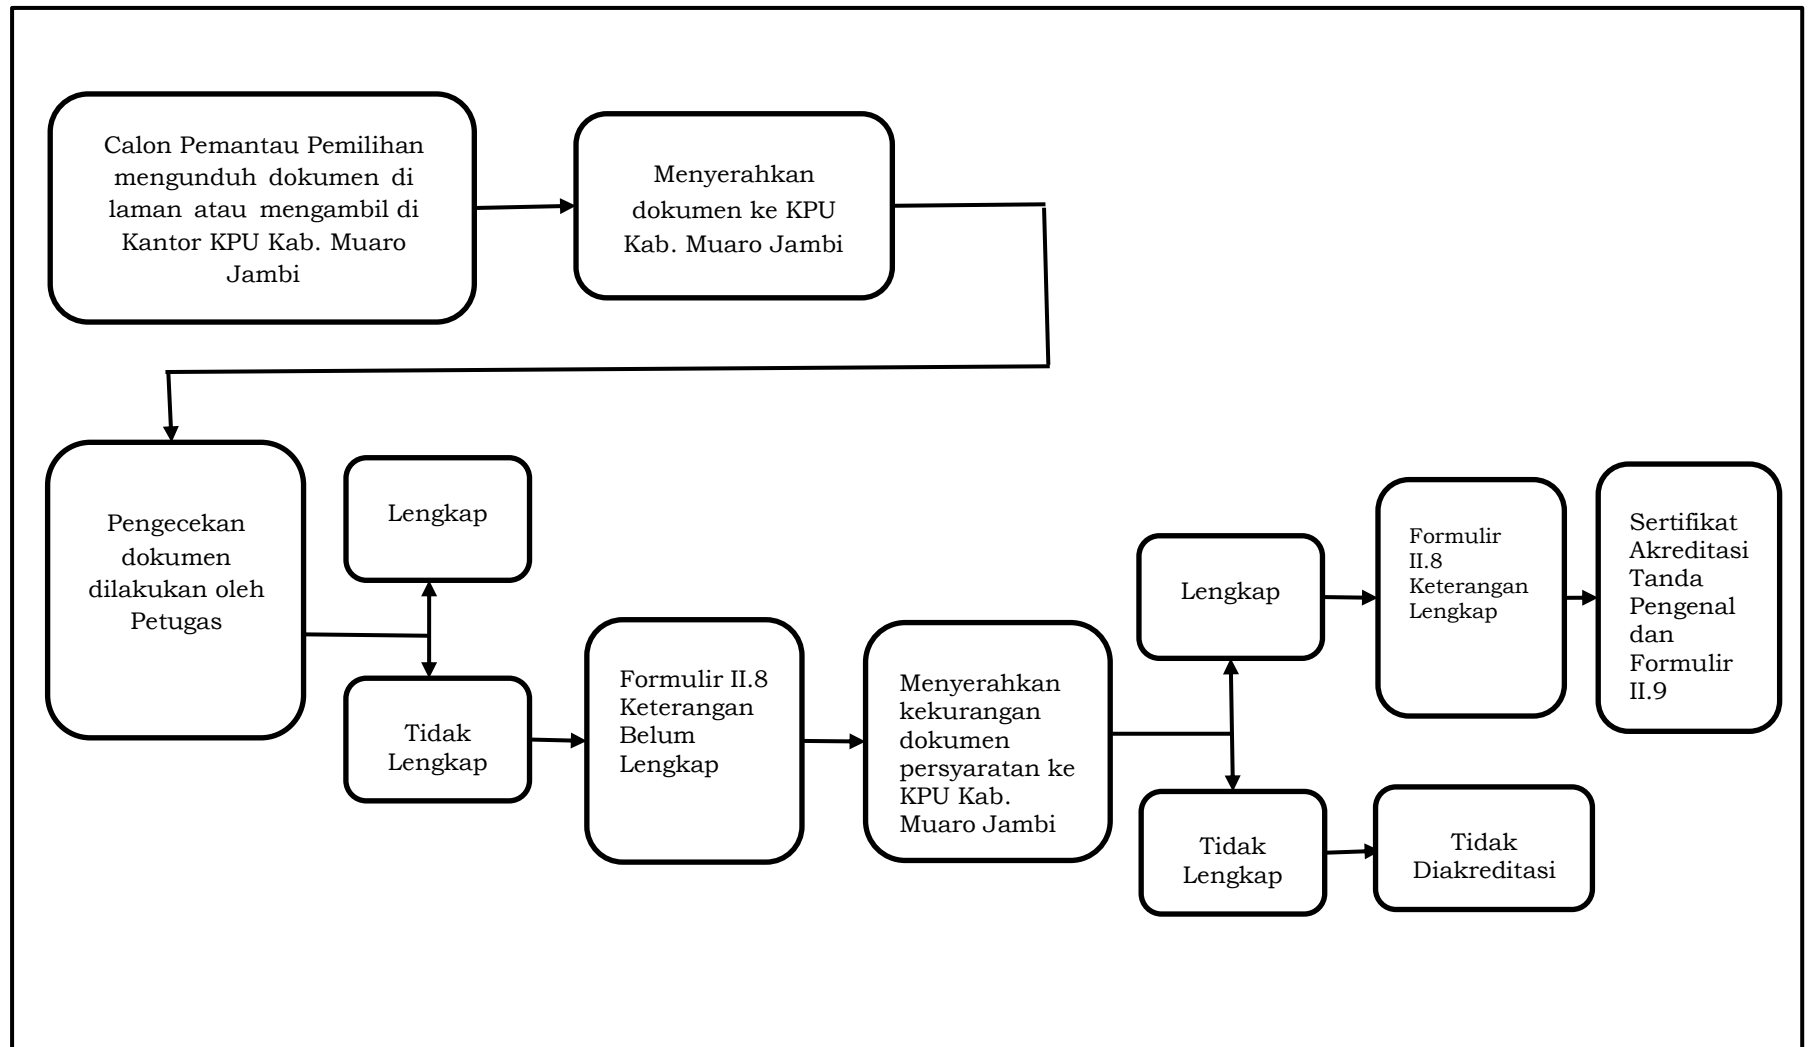 Calon Pemantau Pemilihan
mengunduh dokumen di
laman atau mengambil di
Kantor KPU Kab. Muaro
Jambi
Menyerahkan
dokumen ke KPU
Kab. Muaro Jambi
Pengecekan
dokumen
dilakukan oleh
Petugas
Lengkap
Tidak
Lengkap
Formulir II.8
Keterangan
Belum
Lengkap
Menyerahkan
kekurangan
dokumen
persyaratan ke
KPU Kab.
Muaro Jambi
Lengkap
Formulir
II.8
Keterangan
Lengkap
Sertifikat
Akreditasi
Tanda
Pengenal
dan
Formulir
II.9
Tidak
Lengkap
Tidak
Diakreditasi